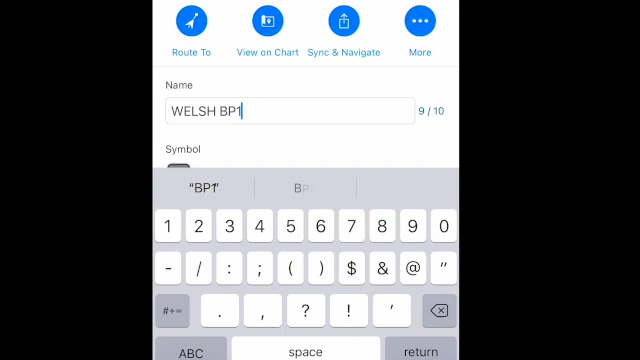 Route To
View on Chart
Sync & Navigate
More
Name
WELSH BP1
9 / 10
Symbol
"BP1"
1 2 3 4 5 6 7 8 9 0
- / : ; ( ) $ & @ "
#+= . , ? ! '
ABC space return